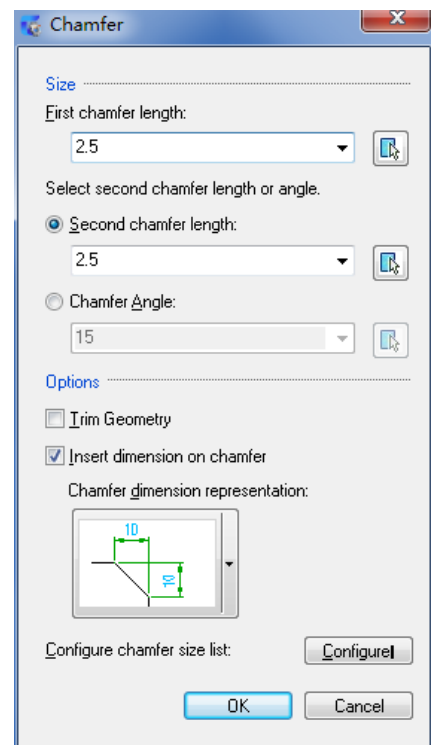 Chamfer
Size
First chamfer length:
2.5
Select second chamfer length or angle.
Second chamfer length:
2.5
Chamfer Angle:
15
Options
Trim Geometry
Insert dimension on chamfer
Chamfer dimension representation:
10
10
Configure chamfer size list:
Configurel
OK
Cancel